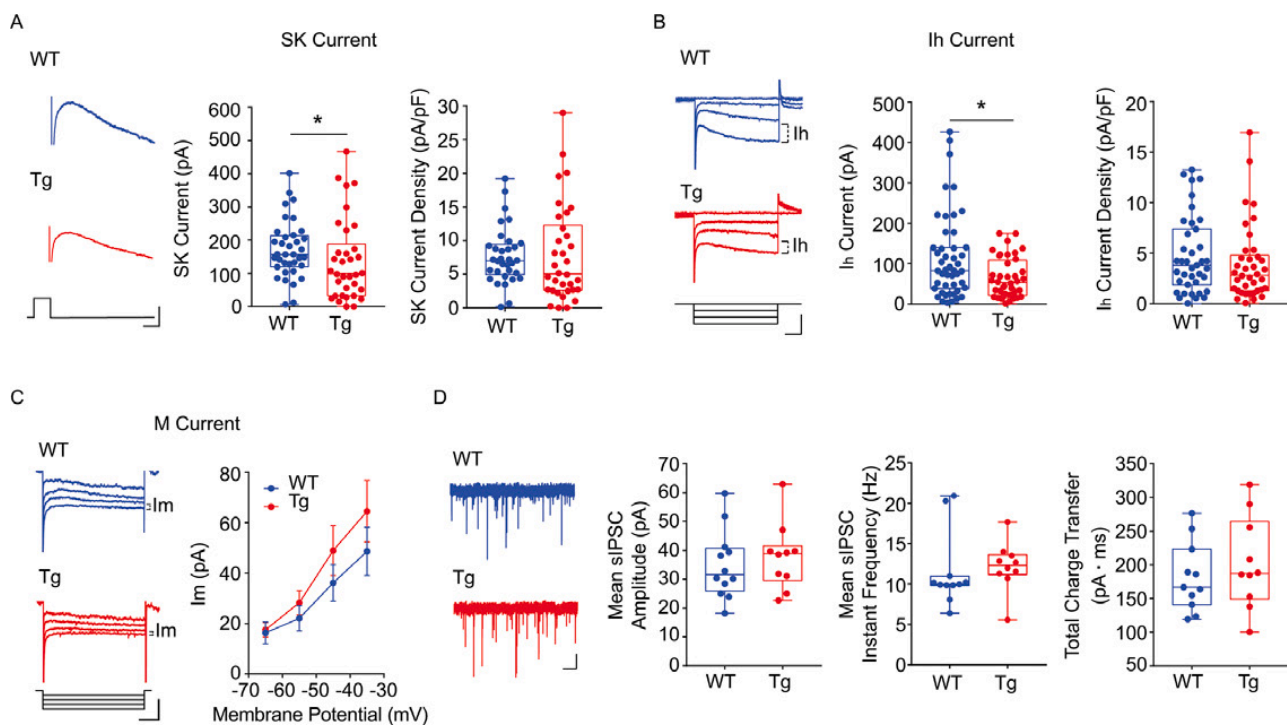 A
SK Current
WT
Tg
SK Current (pA)
600
500
400
300
200
100
0
*
WT Tg
SK Current Density (pA/pF)
30
25
20
15
10
5
0
WT Tg
B
Ih Current
WT
Ih
Tg
Ih
Ih Current (pA)
500
400
300
200
100
0
*
WT Tg
Ih Current Density (pA/pF)
20
15
10
5
0
WT Tg
C
M Current
WT
Im
Tg
Im
Im (pA)
80
60
40
20
0
WT
Tg
-70 -60 -50 -40 -30
Membrane Potential (mV)
D
WT
Tg
Mean sIPSC
Amplitude (pA)
70
60
50
40
30
20
10
0
WT Tg
Mean sIPSC
Instant Frequency (Hz)
25
20
15
10
5
0
WT Tg
Total Charge Transfer
(pA · ms)
350
300
250
200
150
100
50
WT Tg